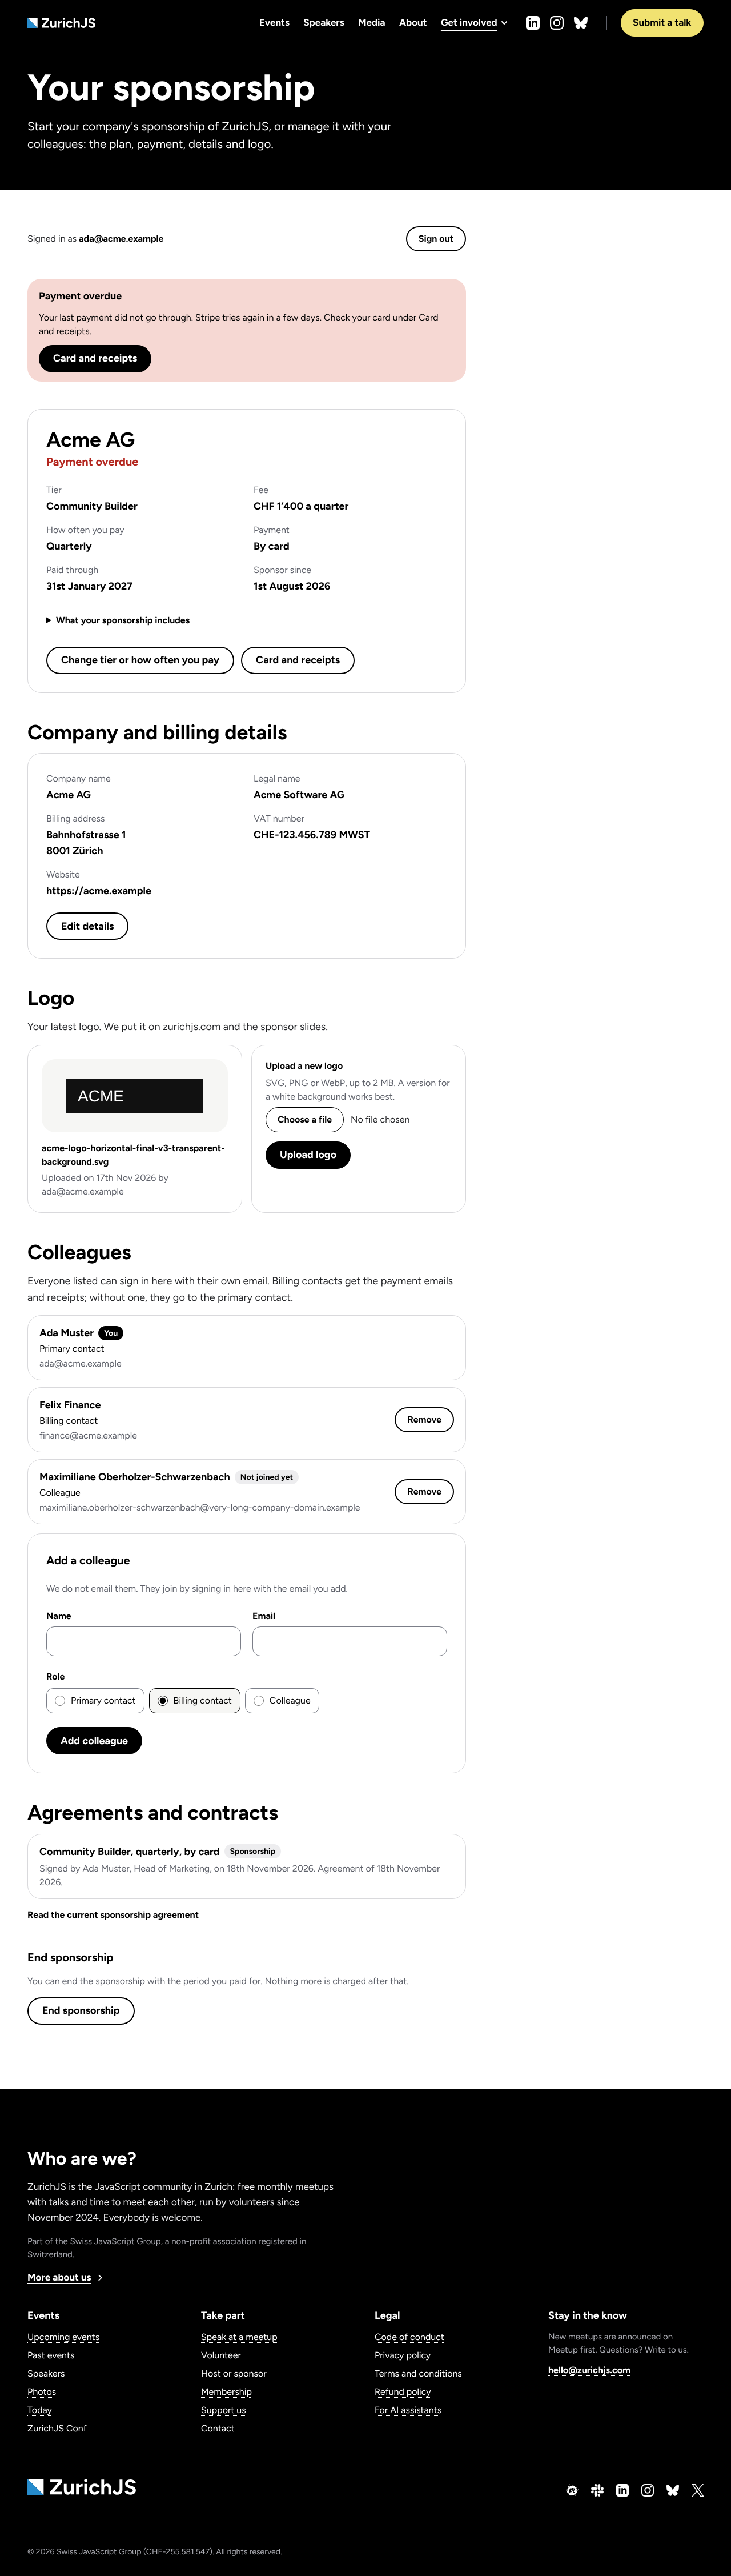 ZurichJS
Events Speakers Media About Get involved Submit a talk
Your sponsorship
Start your company's sponsorship of ZurichJS, or manage it with your
colleagues: the plan, payment, details and logo.
Signed in as ada@acme.example
Sign out
Payment overdue
Your last payment did not go through. Stripe tries again in a few days. Check your card under Card
and receipts.
Card and receipts
Acme AG
Payment overdue
Tier Fee
Community Builder CHF 1’400 a quarter
How often you pay Payment
Quarterly By card
Paid through Sponsor since
31st January 2027 1st August 2026
What your sponsorship includes
Change tier or how often you pay Card and receipts
Company and billing details
Company name Legal name
Acme AG Acme Software AG
Billing address VAT number
Bahnhofstrasse 1 CHE-123.456.789 MWST
8001 Zürich
Website
https://acme.example
Edit details
Logo
Your latest logo. We put it on zurichjs.com and the sponsor slides.
ACME
acme-logo-horizontal-final-v3-transparent-
background.svg
Uploaded on 17th Nov 2026 by
ada@acme.example
Upload a new logo
SVG, PNG or WebP, up to 2 MB. A version for
a white background works best.
Choose a file No file chosen
Upload logo
Colleagues
Everyone listed can sign in here with their own email. Billing contacts get the payment emails
and receipts; without one, they go to the primary contact.
Ada Muster You
Primary contact
ada@acme.example
Felix Finance
Billing contact
finance@acme.example
Remove
Maximiliane Oberholzer-Schwarzenbach Not joined yet
Colleague
maximiliane.oberholzer-schwarzenbach@very-long-company-domain.example
Remove
Add a colleague
We do not email them. They join by signing in here with the email you add.
Name Email
Role
Primary contact Billing contact Colleague
Add colleague
Agreements and contracts
Community Builder, quarterly, by card Sponsorship
Signed by Ada Muster, Head of Marketing, on 18th November 2026. Agreement of 18th November
2026.
Read the current sponsorship agreement
End sponsorship
You can end the sponsorship with the period you paid for. Nothing more is charged after that.
End sponsorship
Who are we?
ZurichJS is the JavaScript community in Zurich: free monthly meetups
with talks and time to meet each other, run by volunteers since
November 2024. Everybody is welcome.
Part of the Swiss JavaScript Group, a non-profit association registered in
Switzerland.
More about us
Events
Upcoming events
Past events
Speakers
Photos
Today
ZurichJS Conf
Take part
Speak at a meetup
Volunteer
Host or sponsor
Membership
Support us
Contact
Legal
Code of conduct
Privacy policy
Terms and conditions
Refund policy
For AI assistants
Stay in the know
New meetups are announced on
Meetup first. Questions? Write to us.
hello@zurichjs.com
ZurichJS
© 2026 Swiss JavaScript Group (CHE-255.581.547). All rights reserved.